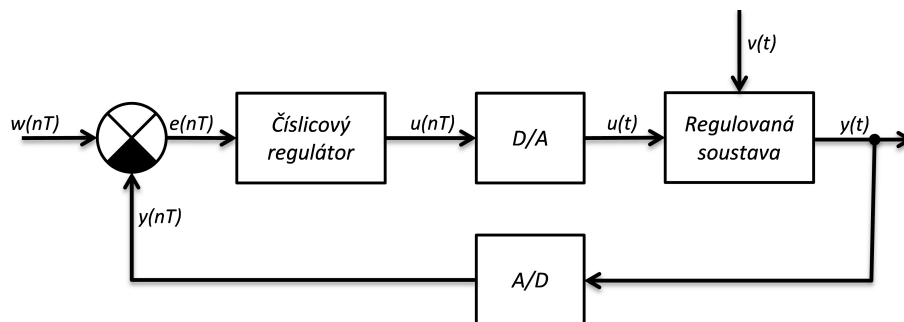 v(t)
w(nT)
e(nT)
Číslicový
regulátor
u(nT)
D/A
u(t)
Regulovaná
soustava
y(t)
y(nT)
A/D